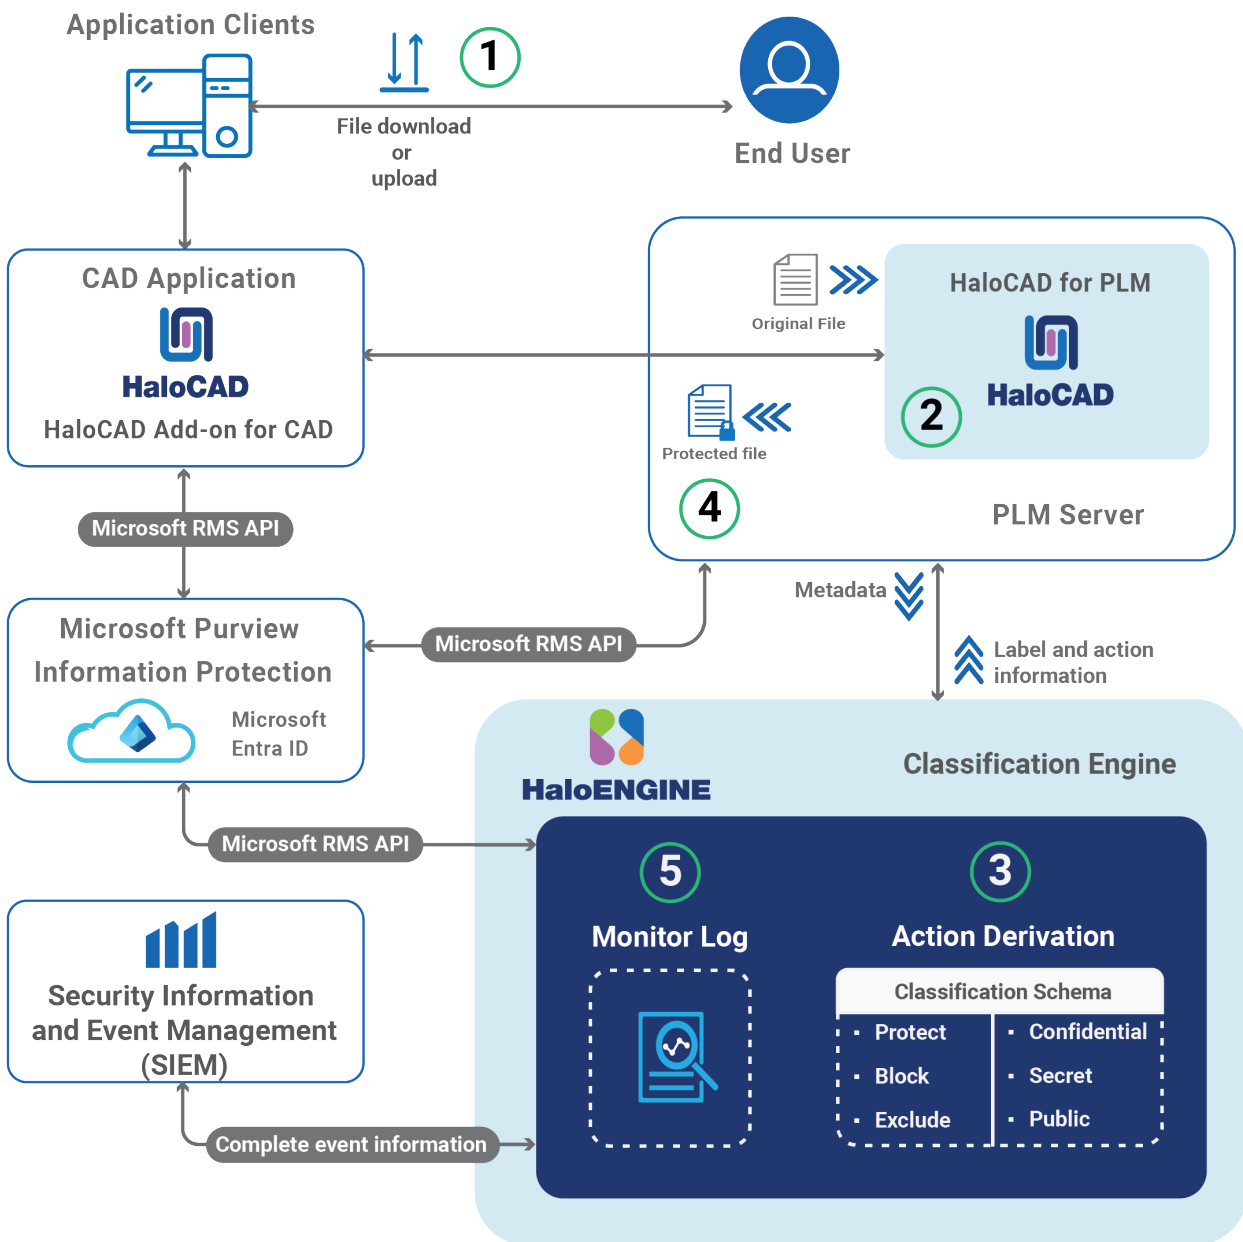 Application Clients
1
File download
or
upload
End User
CAD Application
HaloCAD
HaloCAD Add-on for CAD
Original File
HaloCAD for PLM
HaloCAD
2
Protected file
4
PLM Server
Microsoft RMS API
Metadata
Microsoft Purview
Information Protection
Microsoft
Entra ID
Microsoft RMS API
Label and action
information
HaloENGINE
Classification Engine
Microsoft RMS API
5
Monitor Log
3
Action Derivation
Classification Schema
▪ Protect
▪ Block
▪ Exclude
▪ Confidential
▪ Secret
▪ Public
Security Information
and Event Management
(SIEM)
Complete event information